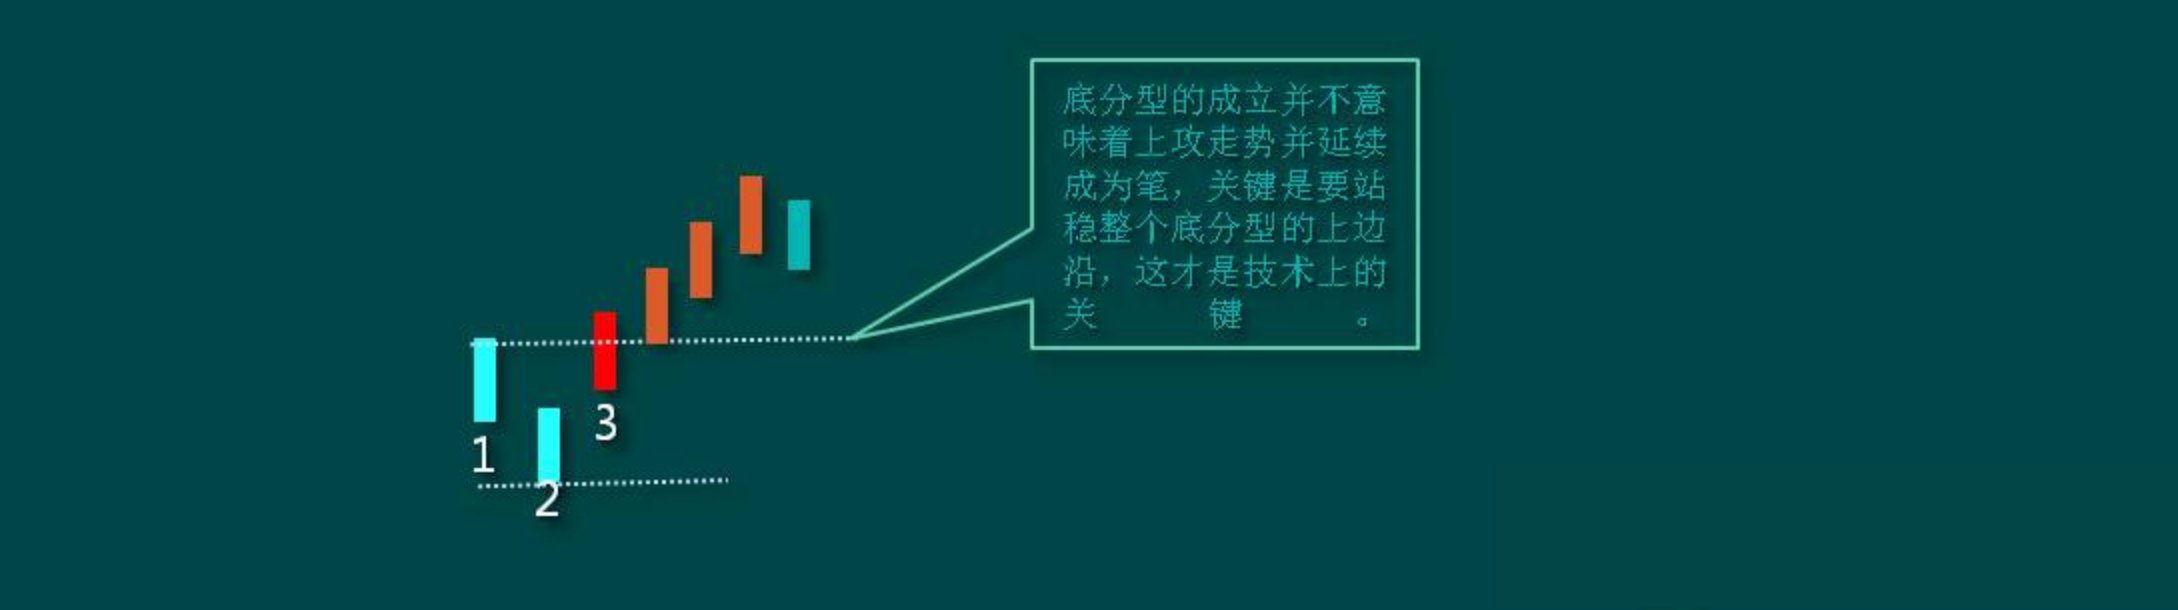 底分型的成立并不意
味着上攻走势并延续
成为笔，关键是要站
稳整个底分型的上边
沿，这才是技术上的
关键。
3
1
2